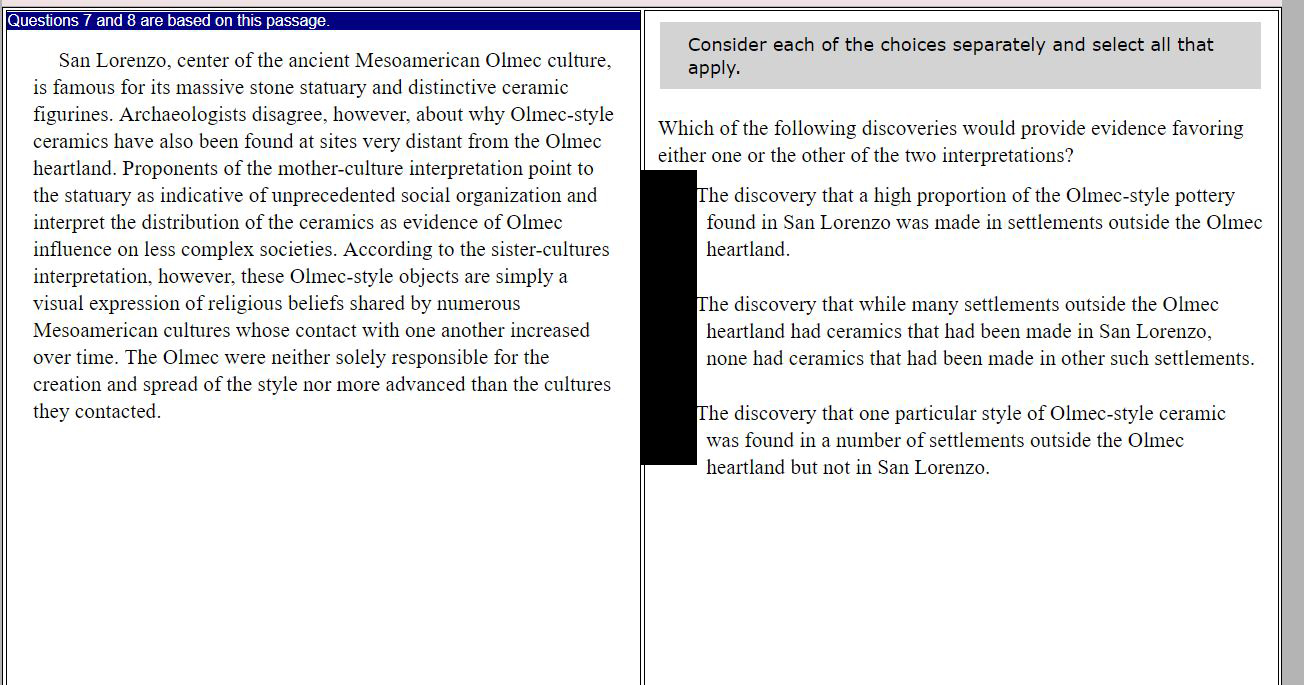 Questions 7 and 8 are based on this passage.
San Lorenzo, center of the ancient Mesoamerican Olmec culture,
is famous for its massive stone statuary and distinctive ceramic
figurines. Archaeologists disagree, however, about why Olmec-style
ceramics have also been found at sites very distant from the Olmec
heartland. Proponents of the mother-culture interpretation point to
the statuary as indicative of unprecedented social organization and
interpret the distribution of the ceramics as evidence of Olmec
influence on less complex societies. According to the sister-cultures
interpretation, however, these Olmec-style objects are simply a
visual expression of religious beliefs shared by numerous
Mesoamerican cultures whose contact with one another increased
over time. The Olmec were neither solely responsible for the
creation and spread of the style nor more advanced than the cultures
they contacted.
Consider each of the choices separately and select all that
apply.
Which of the following discoveries would provide evidence favoring
either one or the other of the two interpretations?
The discovery that a high proportion of the Olmec-style pottery
found in San Lorenzo was made in settlements outside the Olmec
heartland.
The discovery that while many settlements outside the Olmec
heartland had ceramics that had been made in San Lorenzo,
none had ceramics that had been made in other such settlements.
The discovery that one particular style of Olmec-style ceramic
was found in a number of settlements outside the Olmec
heartland but not in San Lorenzo.